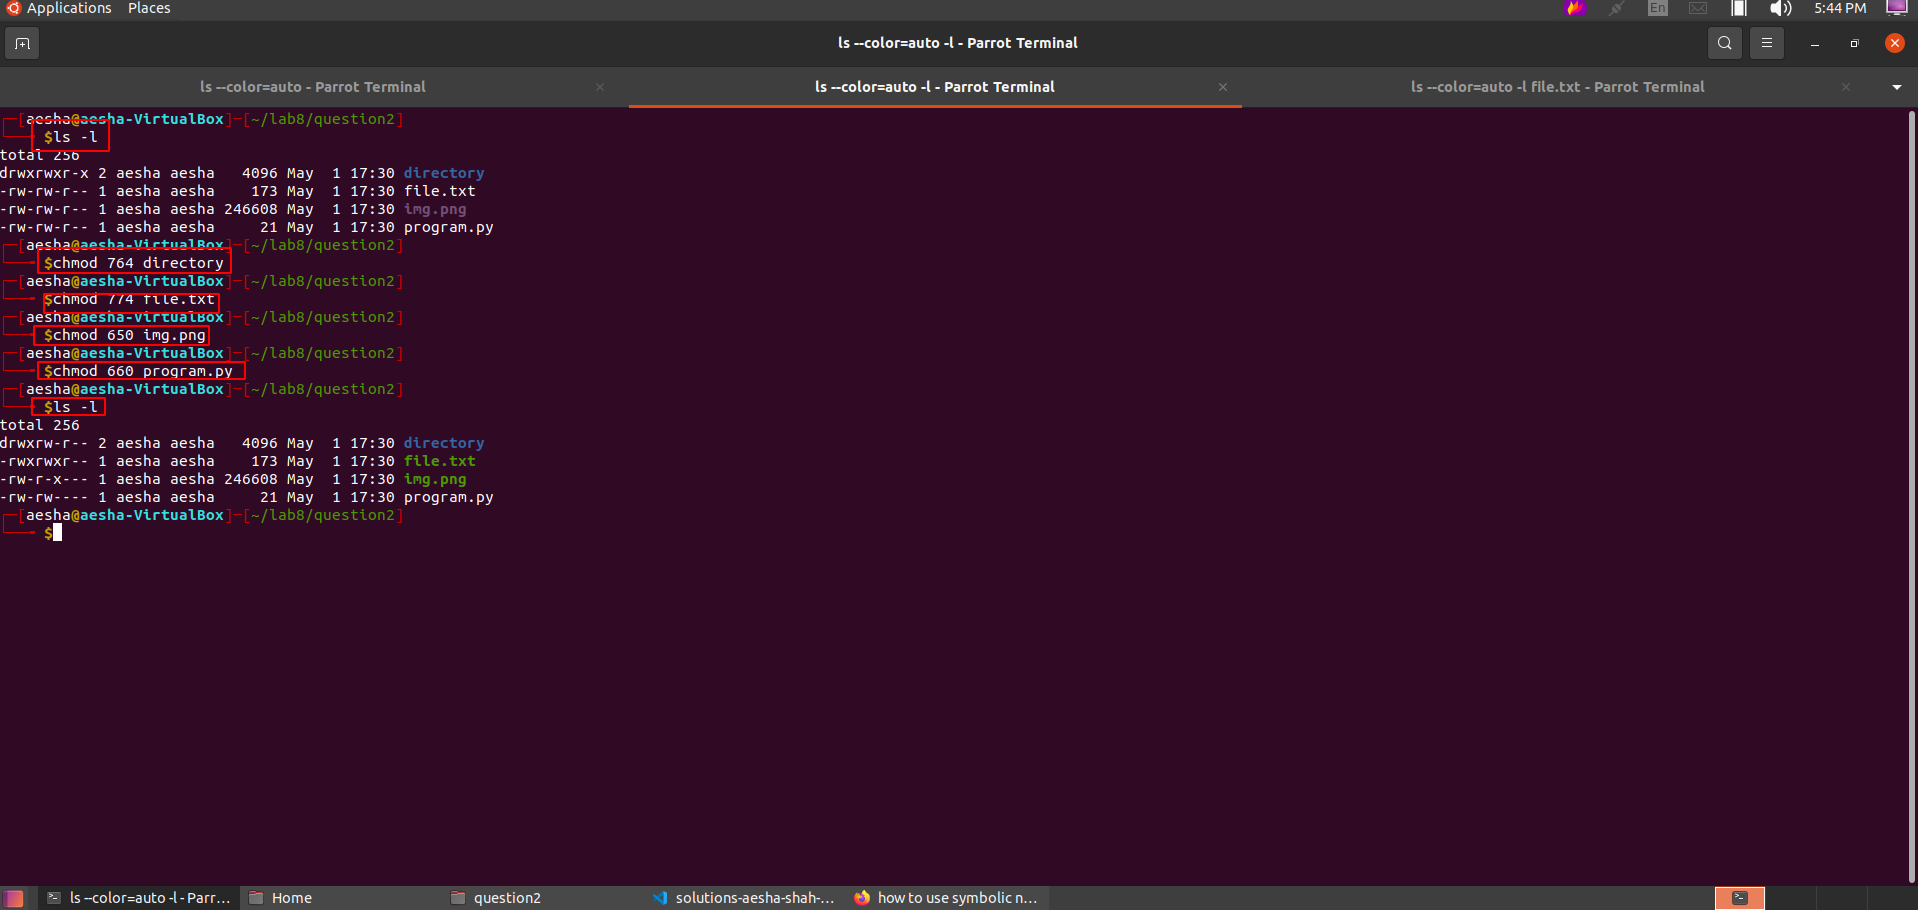 Applications Places En 5:44 PM
ls --color=auto -l - Parrot Terminal
ls --color=auto - Parrot Terminal ls --color=auto -l - Parrot Terminal ls --color=auto -l file.txt - Parrot Terminal
[aesha@aesha-VirtualBox]-[~/lab8/question2]
$ls -l
total 256
drwxrwxr-x 2 aesha aesha   4096 May  1 17:30 directory
-rw-rw-r-- 1 aesha aesha    173 May  1 17:30 file.txt
-rw-rw-r-- 1 aesha aesha 246608 May  1 17:30 img.png
-rw-rw-r-- 1 aesha aesha     21 May  1 17:30 program.py
[aesha@aesha-VirtualBox]-[~/lab8/question2]
$chmod 764 directory
[aesha@aesha-VirtualBox]-[~/lab8/question2]
$chmod 774 file.txt
[aesha@aesha-VirtualBox]-[~/lab8/question2]
$chmod 650 img.png
[aesha@aesha-VirtualBox]-[~/lab8/question2]
$chmod 660 program.py
[aesha@aesha-VirtualBox]-[~/lab8/question2]
$ls -l
total 256
drwxrw-r-- 2 aesha aesha   4096 May  1 17:30 directory
-rwxrwxr-- 1 aesha aesha    173 May  1 17:30 file.txt
-rw-r-x--- 1 aesha aesha 246608 May  1 17:30 img.png
-rw-rw---- 1 aesha aesha     21 May  1 17:30 program.py
[aesha@aesha-VirtualBox]-[~/lab8/question2]
$
ls --color=auto -l - Parr... Home question2 solutions-aesha-shah-... how to use symbolic n...